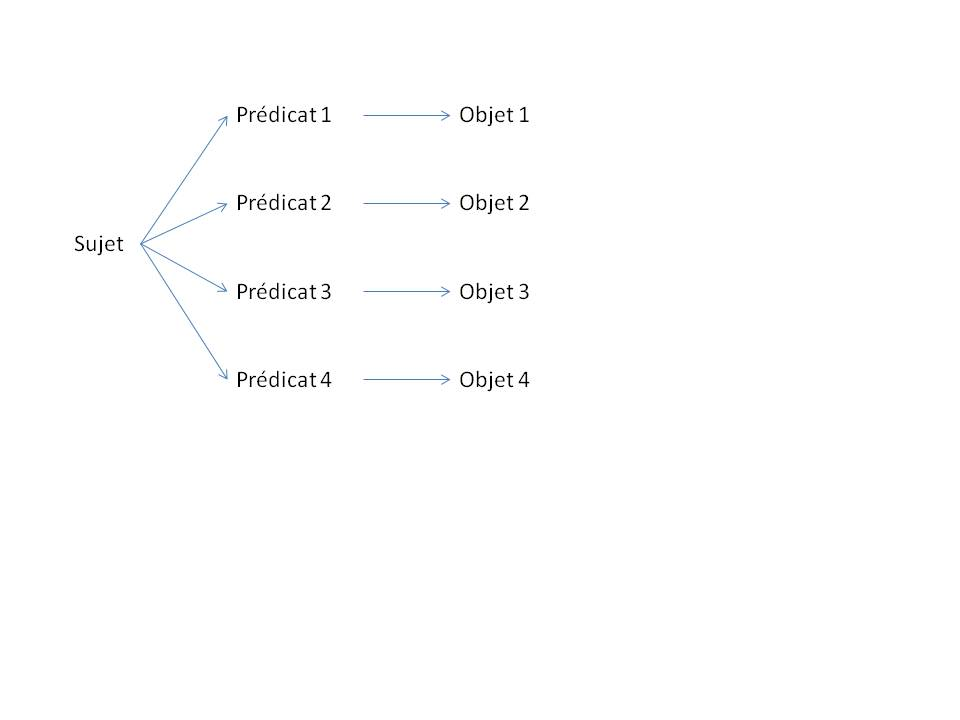 Prédicat 1 Objet 1
Prédicat 2 Objet 2
Sujet
Prédicat 3 Objet 3
Prédicat 4 Objet 4